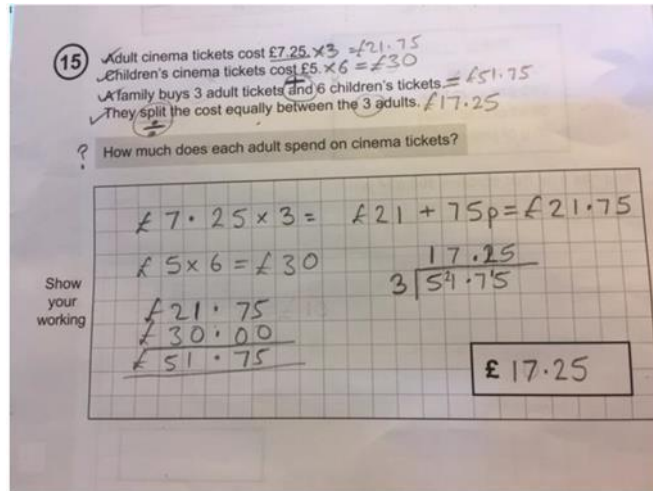 15
Adult cinema tickets cost £7.25. ×3 = £21.75
Children's cinema tickets cost £5. ×6 = £30
+
A family buys 3 adult tickets and 6 children's tickets. = £51.75
They split the cost equally between the 3 adults. £17.25
÷
? How much does each adult spend on cinema tickets?
£7.25 × 3 = £21 + 75p = £21.75
£5 × 6 = £30
17.25
3 51.75
Show
your
working
£21.75
£30.00
£51.75
£ 17.25